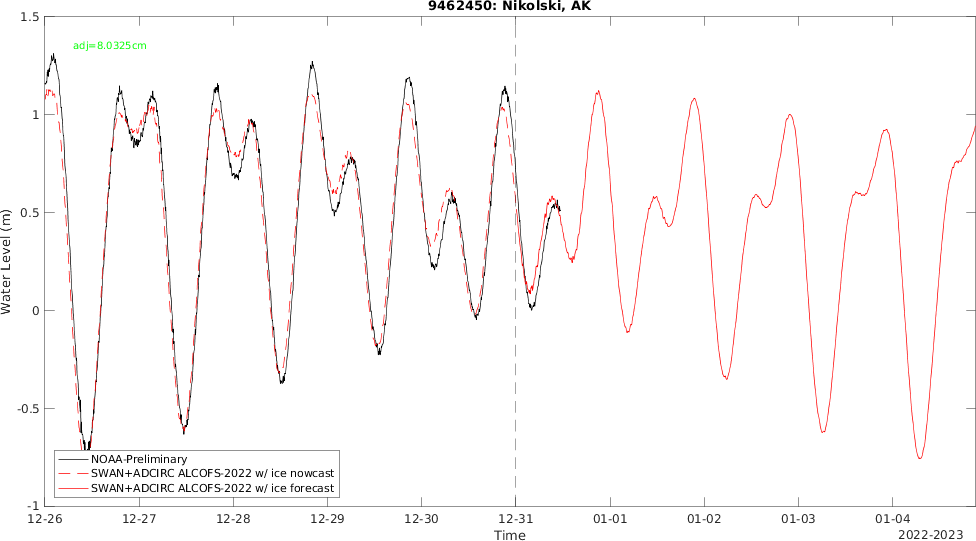 9462450: Nikolski, AK
adj=8.0325cm
1.5
1
0.5
0
-0.5
-1
Water Level (m)
NOAA-Preliminary
SWAN+ADCIRC ALCOFS-2022 w/ ice nowcast
SWAN+ADCIRC ALCOFS-2022 w/ ice forecast
12-26 12-27 12-28 12-29 12-30 12-31 01-01 01-02 01-03 01-04
Time
2022-2023